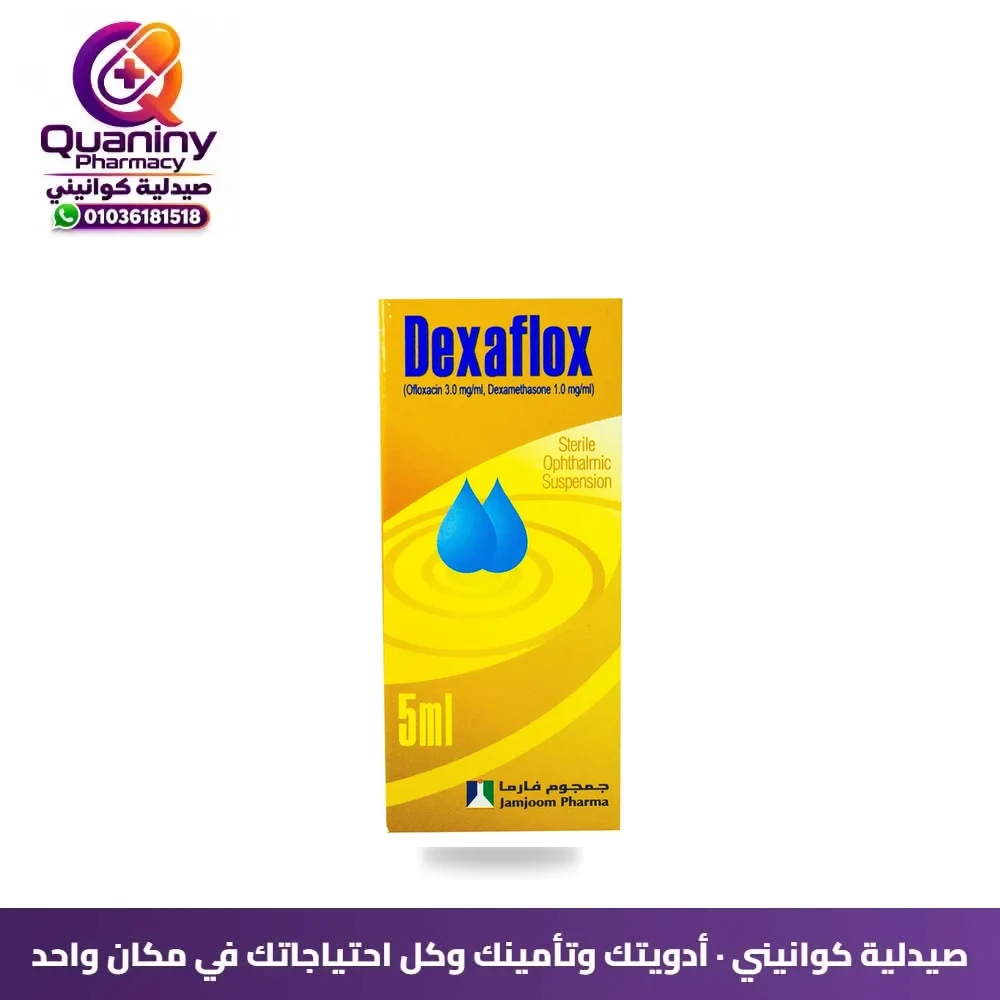 Quaniny
Pharmacy
صيدلية كوانيني
01036181518
Dexaflox
(Ofloxacin 3.0 mg/ml, Dexamethasone 1.0 mg/ml)
Sterile
Ophthalmic
Suspension
5ml
جمجوم فارما
Jamjoom Pharma
صيدلية كوانيني · أدويتك وتأمينك وكل احتياجاتك في مكان واحد